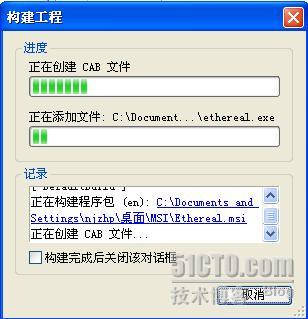 构建工程
进度
正在创建 CAB 文件
正在添加文件: C:\Document...\ethereal.exe
记录
[ DefaultBuild ]
正在构建程序包 (en): C:\Documents and
Settings\njzhp\桌面\MSI\Ethereal.msi
正在创建 CAB 文件...
构建完成后关闭该对话框
51CTO.com
技术博客 Blog
取消